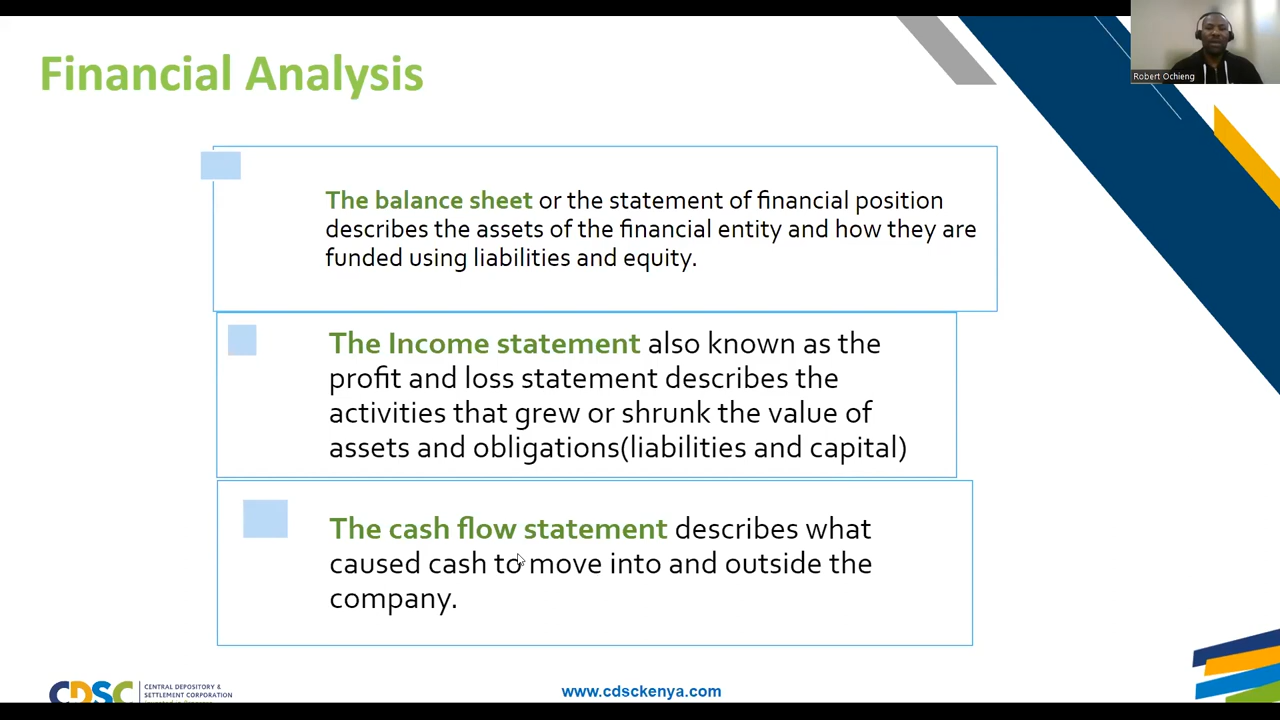 Financial Analysis
Robert Ochieng
The balance sheet or the statement of financial position
describes the assets of the financial entity and how they are
funded using liabilities and equity.
The Income statement also known as the
profit and loss statement describes the
activities that grew or shrunk the value of
assets and obligations(liabilities and capital)
The cash flow statement describes what
caused cash to move into and outside the
company.
CDSC
CENTRAL DEPOSITORY &
SETTLEMENT CORPORATION
www.cdsckenya.com